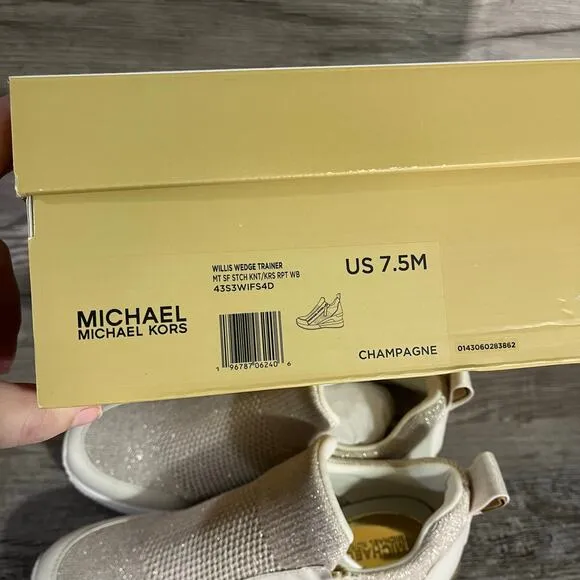 WILLIS WEDGE TRAINER
MT SF STCH KNT/KRS RPT WB
43S3WIFS4D
US 7.5M
MICHAEL
MICHAEL KORS
1 96787 06240 6
CHAMPAGNE
0143060283862
MICHAEL